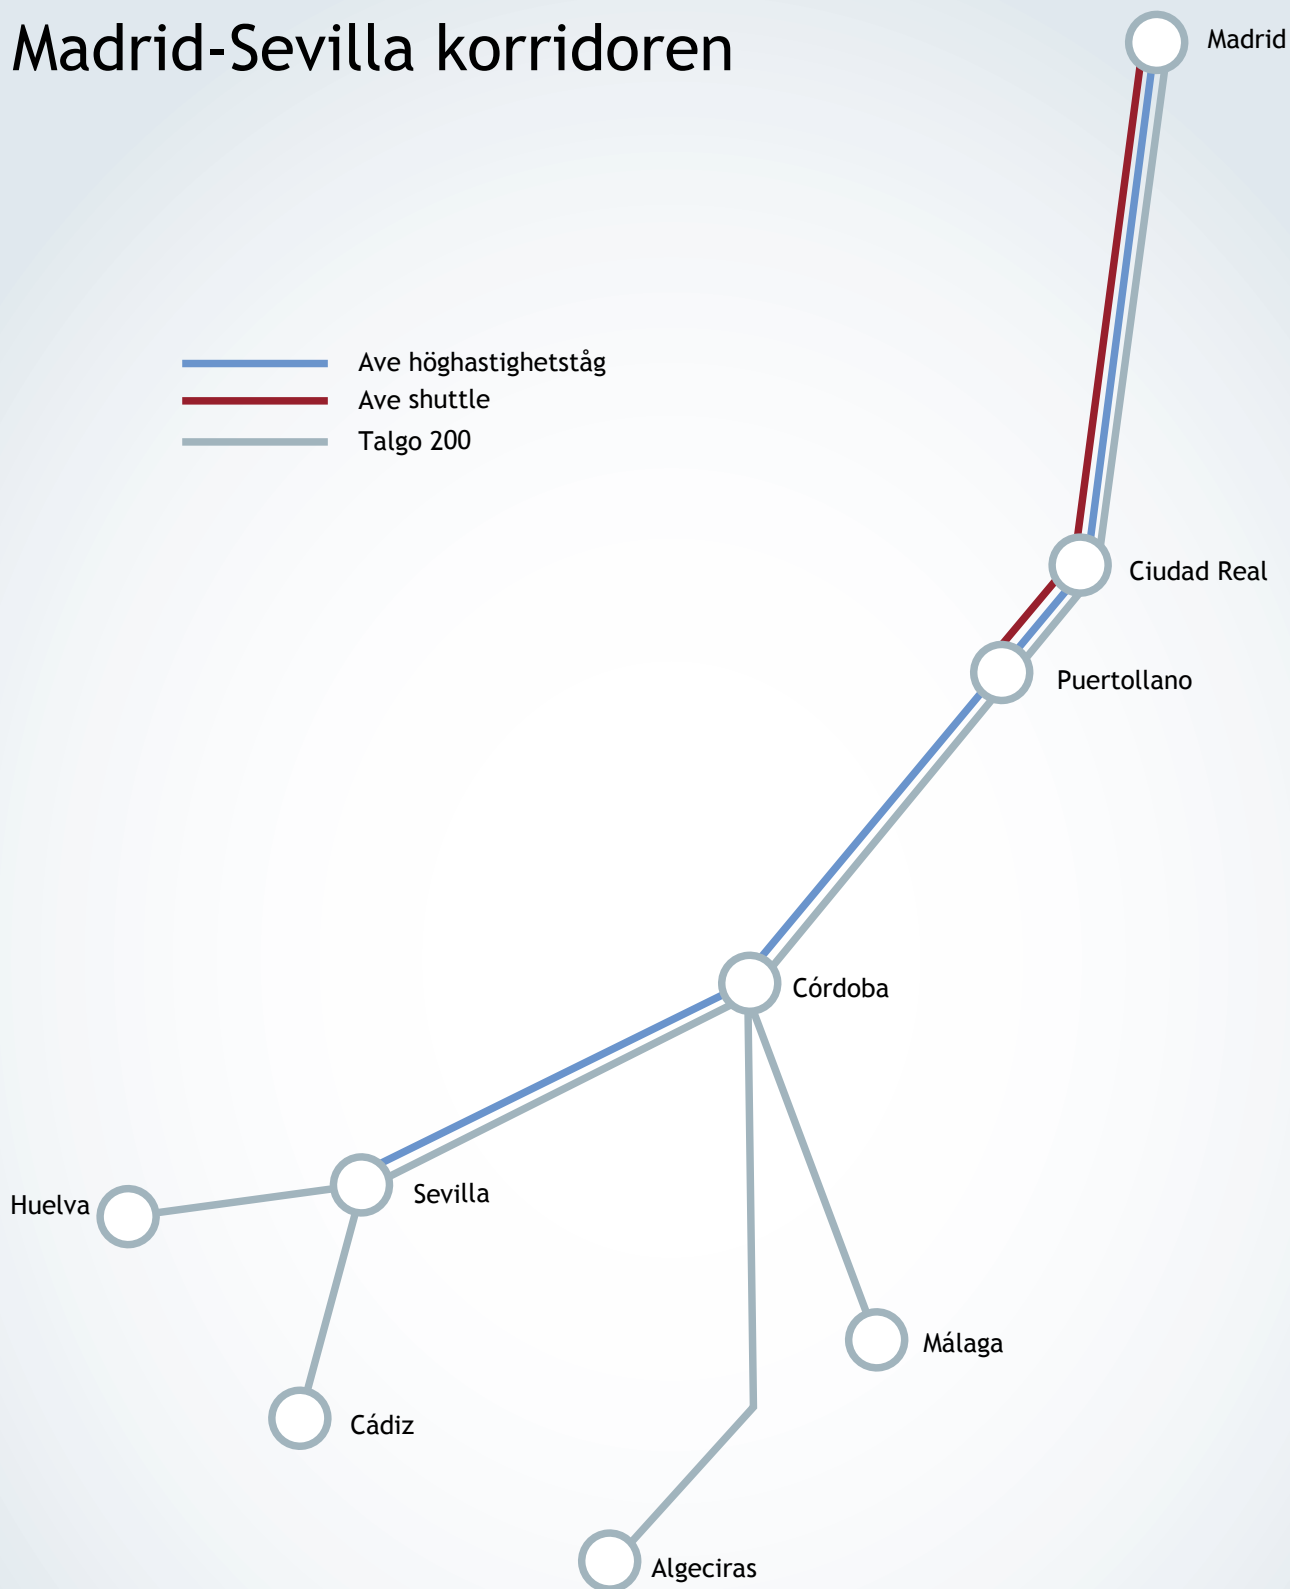 Madrid-Sevilla korridoren
Madrid
Ave höghastighetståg
Ave shuttle
Talgo 200
Ciudad Real
Puertollano
Córdoba
Sevilla
Huelva
Málaga
Cádiz
Algeciras